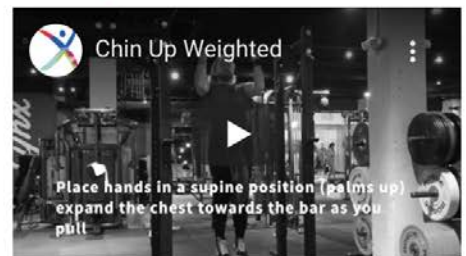 Chin Up Weighted
Place hands in a supine position (palms up)
expand the chest towards the bar as you
pull